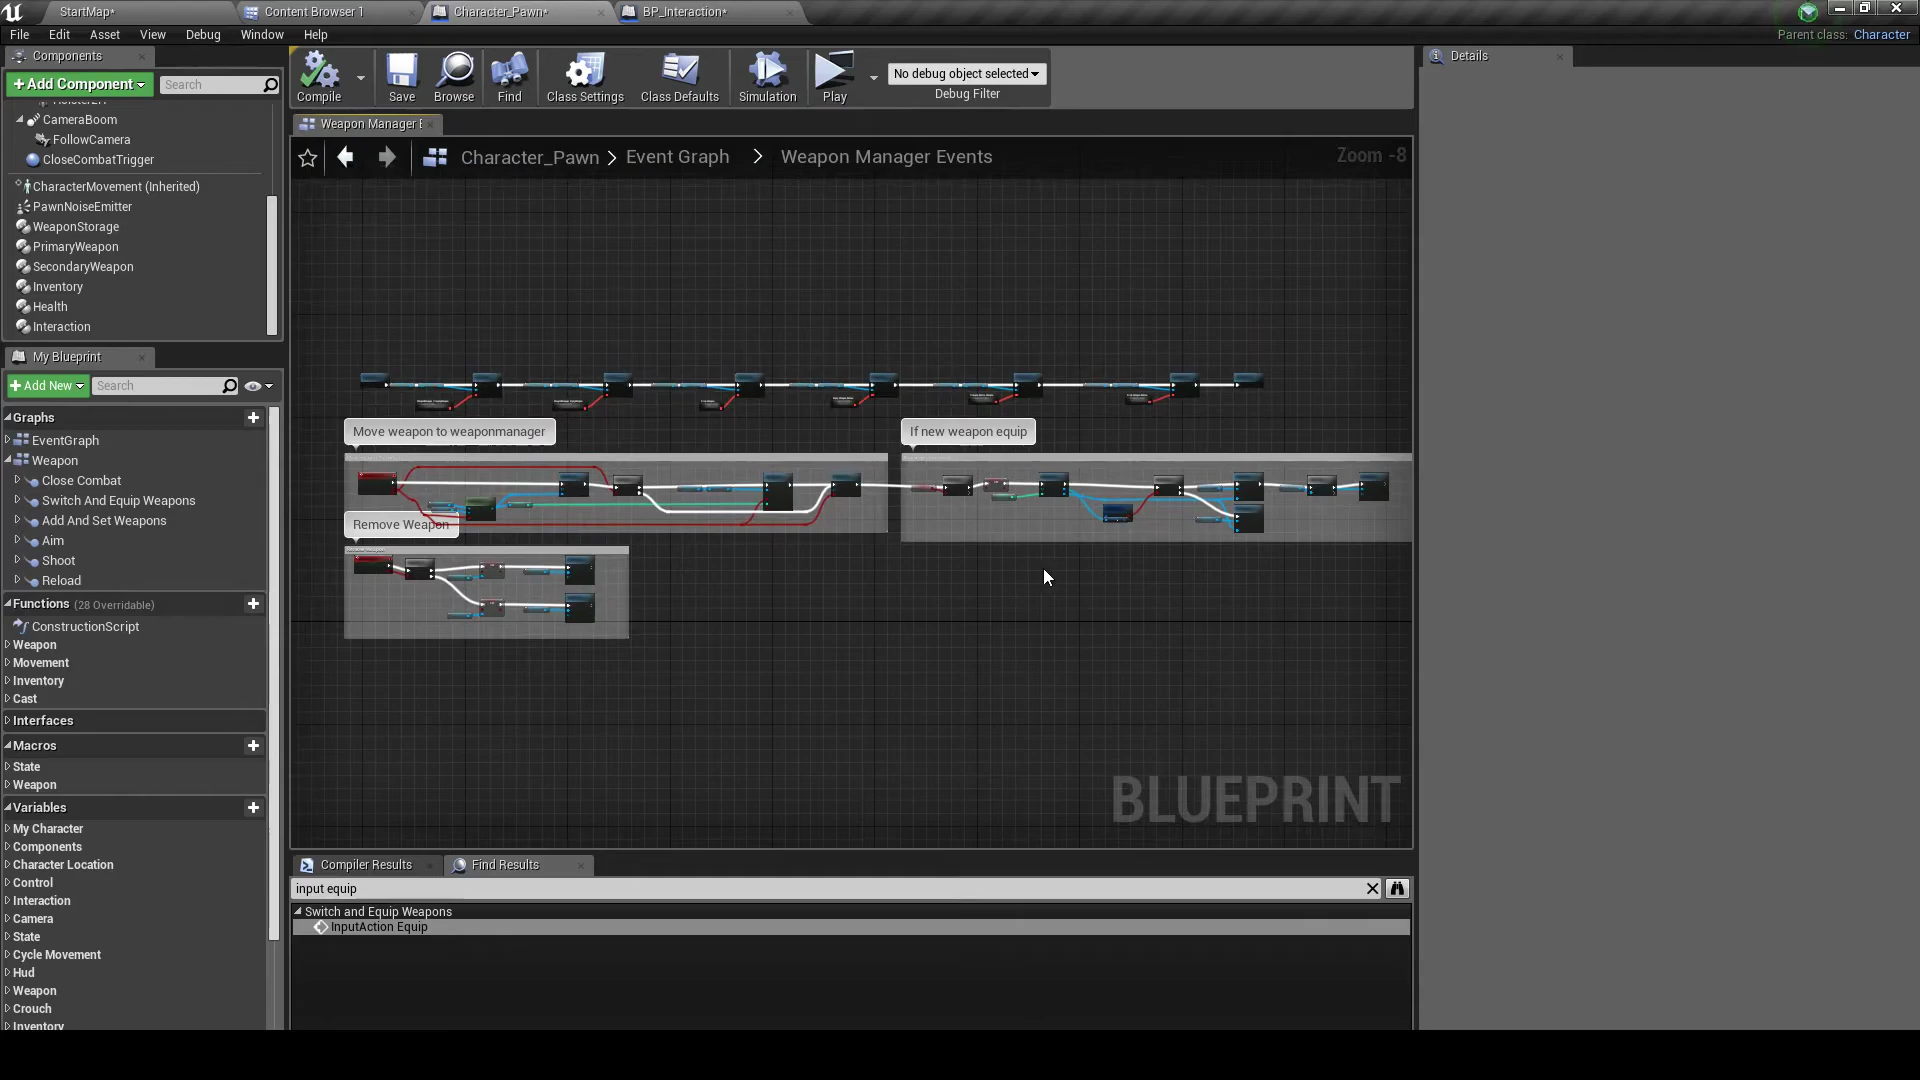 StartMap*
Content Browser 1
Character_Pawn*
BP_Interaction*
File
Edit
Asset
View
Debug
Window
Help
Parent class: Character
Components
+ Add Component
Search
CameraBoom
FollowCamera
CloseCombatTrigger
CharacterMovement (Inherited)
PawnNoiseEmitter
WeaponStorage
PrimaryWeapon
SecondaryWeapon
Inventory
Health
Interaction
My Blueprint
+ Add New
Search
Graphs
EventGraph
Weapon
Close Combat
Switch And Equip Weapons
Add And Set Weapons
Aim
Shoot
Reload
Functions (28 Overridable)
ConstructionScript
Weapon
Movement
Inventory
Cast
Interfaces
Macros
State
Weapon
Variables
My Character
Components
Character Location
Control
Interaction
Camera
State
Cycle Movement
Hud
Weapon
Crouch
Inventory
Compile
Save
Browse
Find
Class Settings
Class Defaults
Simulation
Play
No debug object selected
Debug Filter
Weapon Manager E
Character_Pawn > Event Graph > Weapon Manager Events
Zoom -8
Move weapon to weaponmanager
If new weapon equip
Remove Weapon
BLUEPRINT
Compiler Results
Find Results
input equip
Switch and Equip Weapons
InputAction Equip
Details